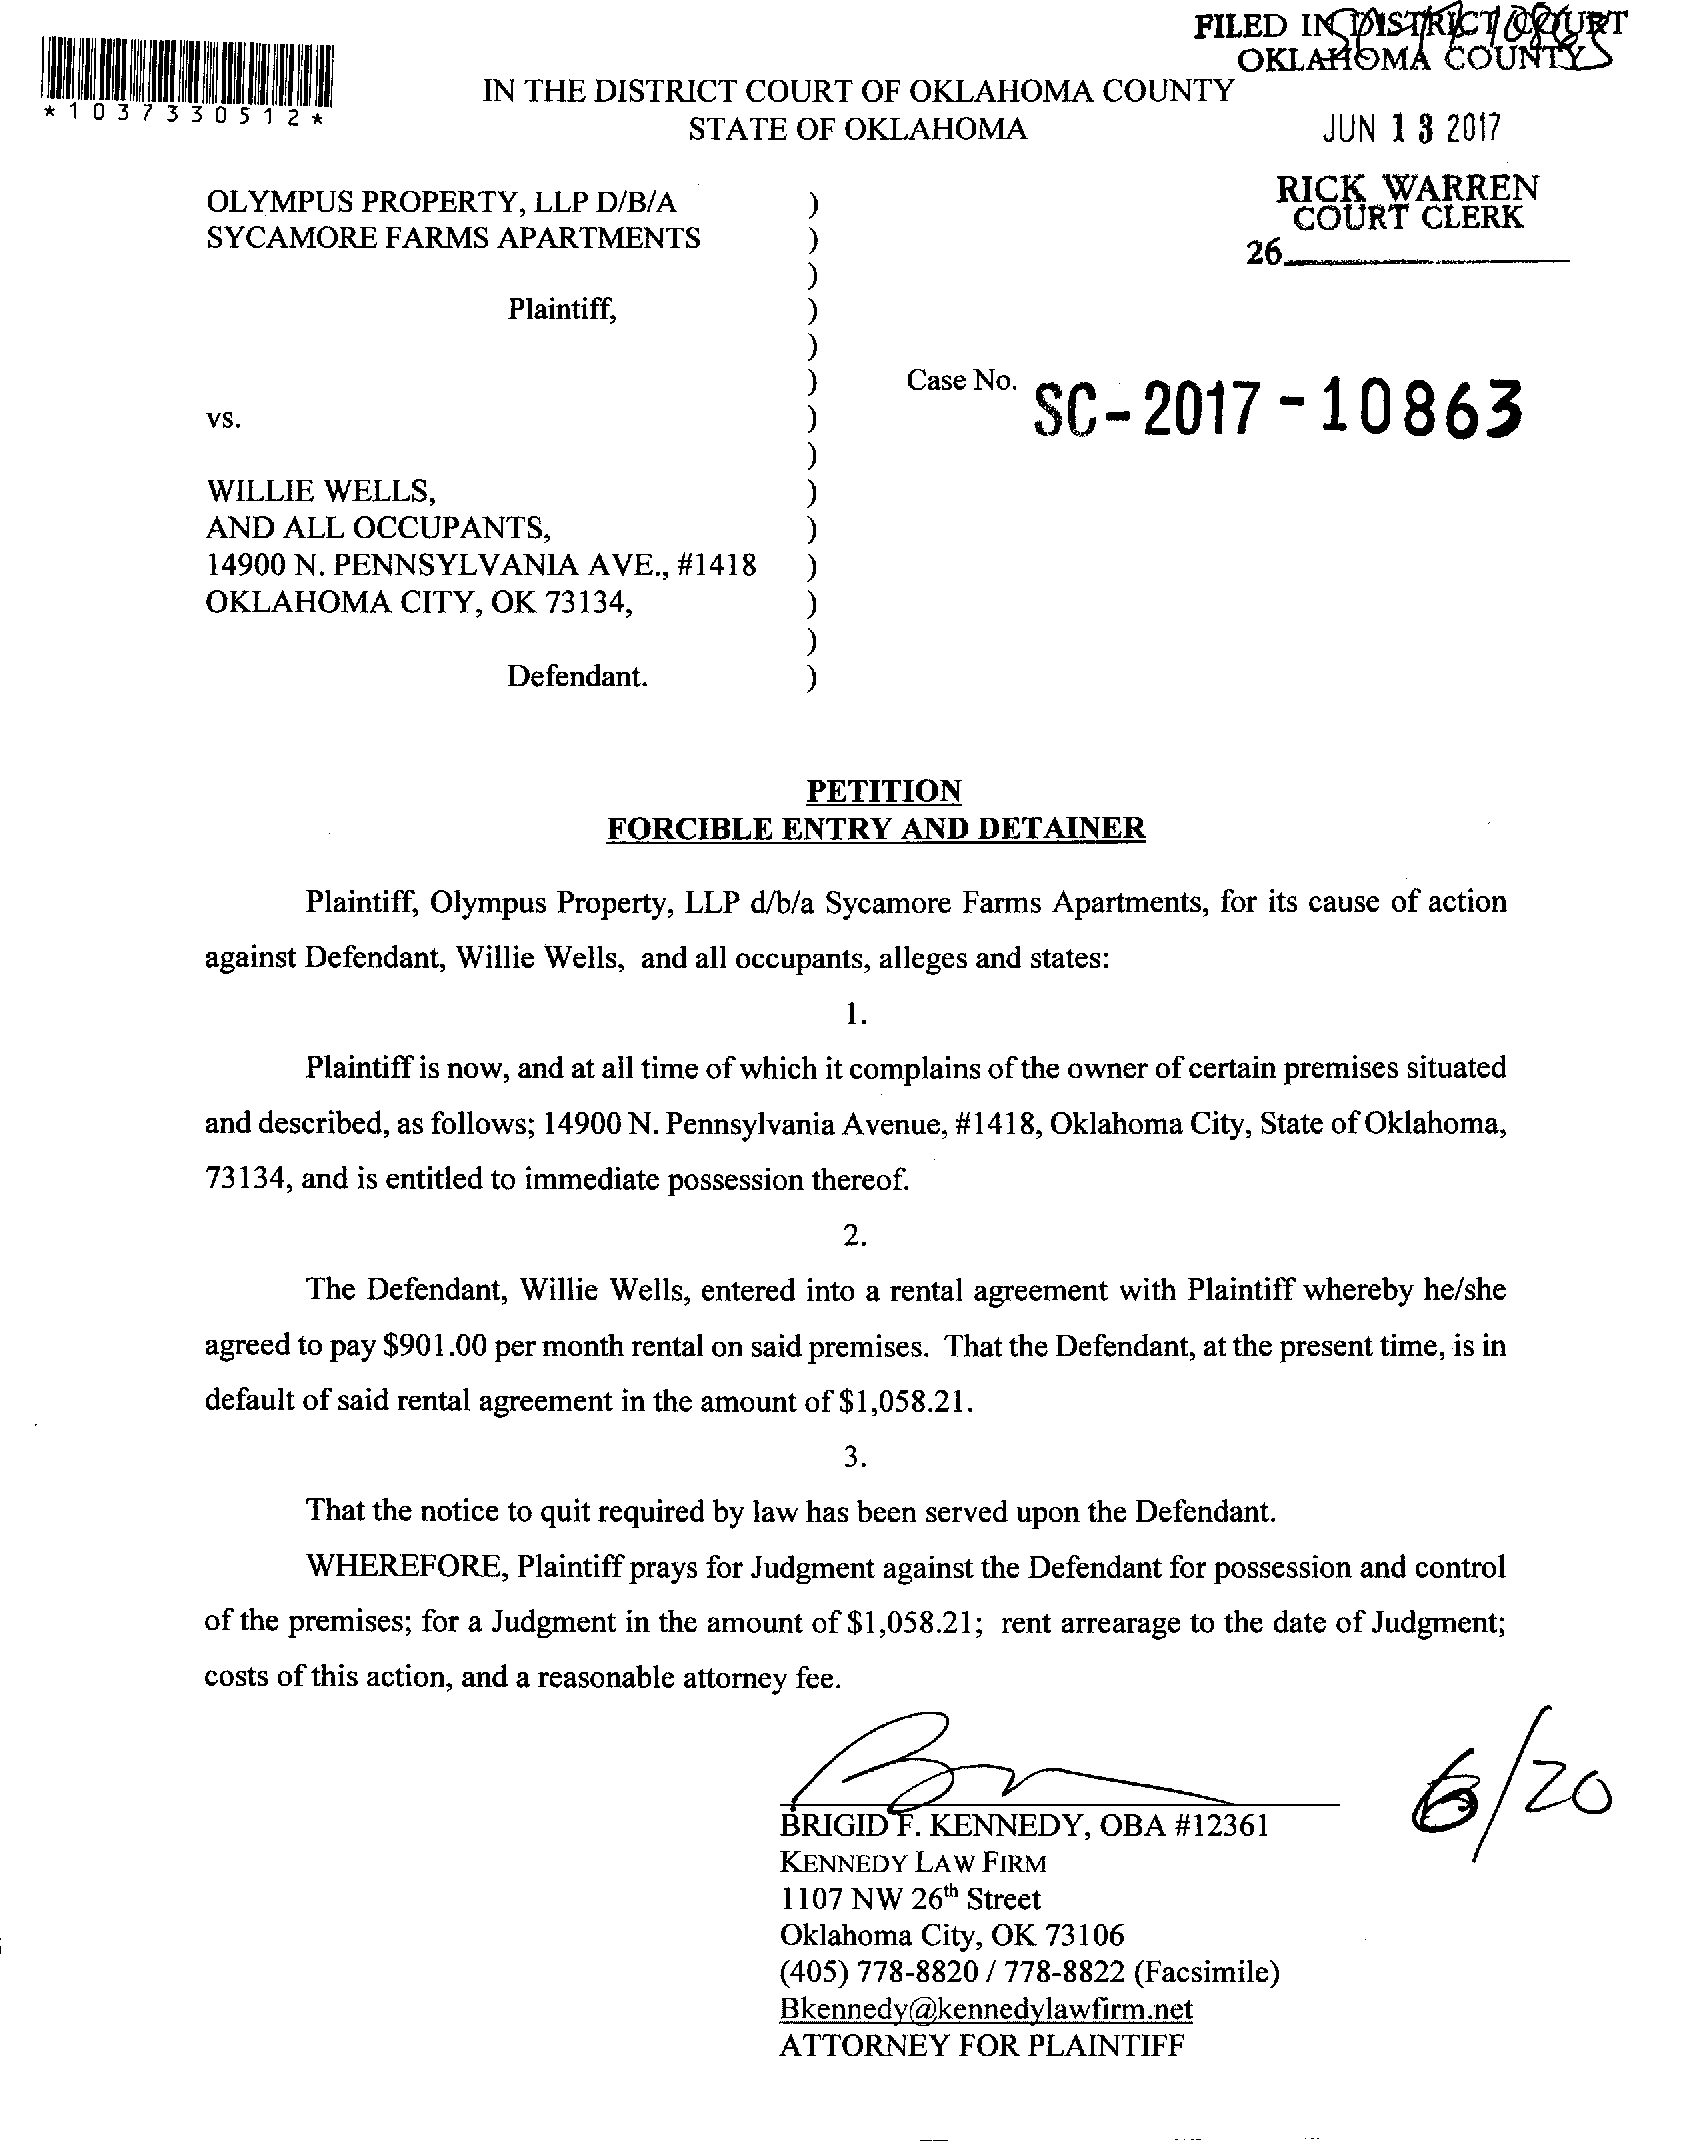 FILED IN DISTRICT COURT
OKLAHOMA COUNTY
*1037330512*
IN THE DISTRICT COURT OF OKLAHOMA COUNTY
STATE OF OKLAHOMA
JUN 13 2017
RICK WARREN
COURT CLERK
26
OLYMPUS PROPERTY, LLP D/B/A )
SYCAMORE FARMS APARTMENTS )
)
Plaintiff, )
)
) Case No. SC-2017-10863
vs. )
)
WILLIE WELLS, )
AND ALL OCCUPANTS, )
14900 N. PENNSYLVANIA AVE., #1418 )
OKLAHOMA CITY, OK 73134, )
)
Defendant. )
PETITION
FORCIBLE ENTRY AND DETAINER
Plaintiff, Olympus Property, LLP d/b/a Sycamore Farms Apartments, for its cause of action
against Defendant, Willie Wells, and all occupants, alleges and states:
1.
Plaintiff is now, and at all time of which it complains of the owner of certain premises situated
and described, as follows; 14900 N. Pennsylvania Avenue, #1418, Oklahoma City, State of Oklahoma,
73134, and is entitled to immediate possession thereof.
2.
The Defendant, Willie Wells, entered into a rental agreement with Plaintiff whereby he/she
agreed to pay $901.00 per month rental on said premises. That the Defendant, at the present time, is in
default of said rental agreement in the amount of $1,058.21.
3.
That the notice to quit required by law has been served upon the Defendant.
WHEREFORE, Plaintiff prays for Judgment against the Defendant for possession and control
of the premises; for a Judgment in the amount of $1,058.21; rent arrearage to the date of Judgment;
costs of this action, and a reasonable attorney fee.
6/20
BRIGID F. KENNEDY, OBA #12361
KENNEDY LAW FIRM
1107 NW 26th Street
Oklahoma City, OK 73106
(405) 778-8820 / 778-8822 (Facsimile)
Bkennedy@kennedylawfirm.net
ATTORNEY FOR PLAINTIFF